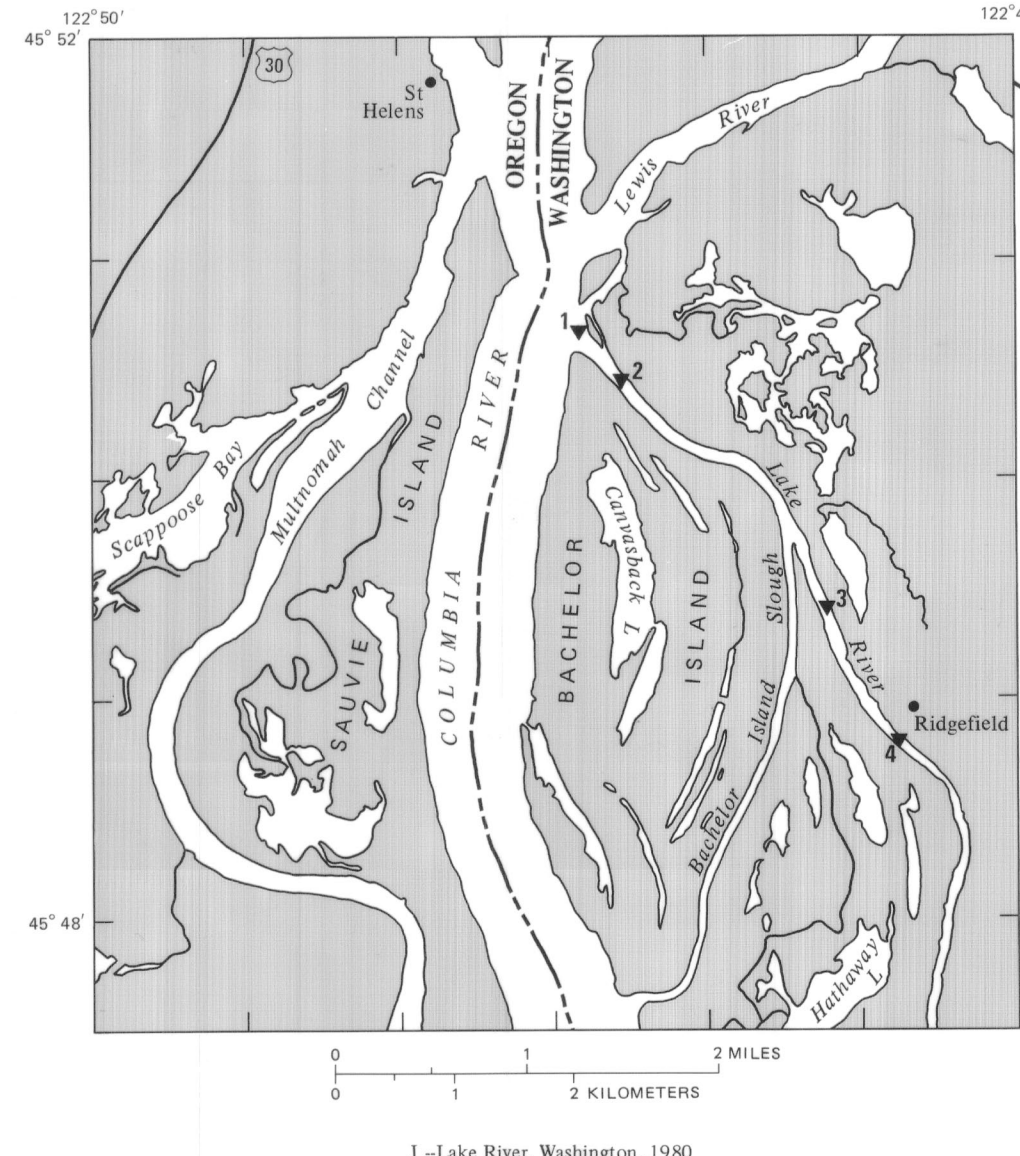 122°50′
122°4
45°52′
30
St
Helens
OREGON
WASHINGTON
Lewis River
1
2
Multnomah Channel
Scappoose Bay
SAUVIE ISLAND
COLUMBIA RIVER
BACHELOR ISLAND
Canvasback L
Lake River
Bachelor Island Slough
3
Ridgefield
4
45°48′
Hathaway L
0 1 2 MILES
0 1 2 KILOMETERS
L--Lake River, Washington, 1980